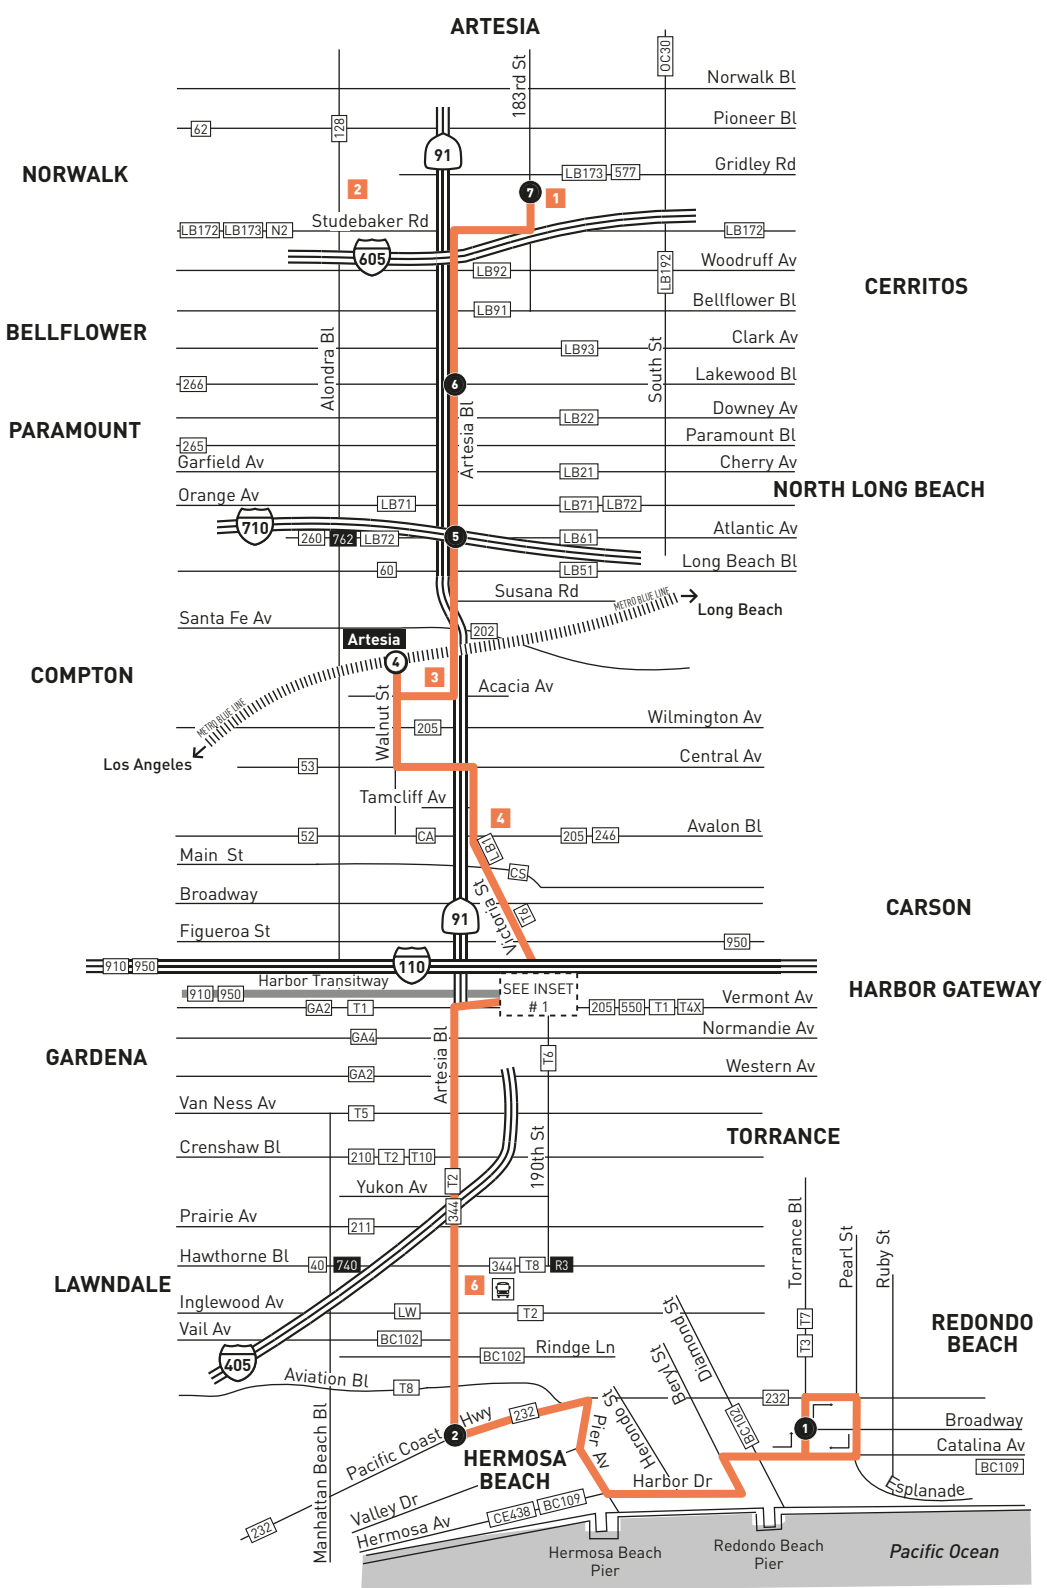 ARTESIA
183rd St
OC30
Norwalk Bl
Pioneer Bl
62
128
91
Gridley Rd
LB173
577
NORWALK
2
7
1
Studebaker Rd
LB172
LB173
N2
LB172
605
Woodruff Av
LB92
LB192
CERRITOS
Bellflower Bl
LB91
BELLFLOWER
Alondra Bl
Clark Av
LB93
South St
266
6
Lakewood Bl
Downey Av
LB22
PARAMOUNT
Artesia Bl
Paramount Bl
265
Garfield Av
Cherry Av
LB21
NORTH LONG BEACH
Orange Av
LB71
LB71
LB72
710
Atlantic Av
260
762
LB72
5
LB61
Long Beach Bl
60
LB51
Susana Rd
METRO BLUE LINE
Long Beach
Santa Fe Av
202
Artesia
4
3
COMPTON
Acacia Av
Walnut St
METRO BLUE LINE
Wilmington Av
205
Los Angeles
Central Av
53
Tamcliff Av
4
Avalon Bl
52
CA
205
246
LB1
Main St
CS
Broadway
Victoria St
T6
91
CARSON
Figueroa St
950
910
950
110
Harbor Transitway
910
950
SEE INSET
# 1
HARBOR GATEWAY
Vermont Av
GA2
T1
205
550
T1
T4X
Normandie Av
GA4
GARDENA
Artesia Bl
T6
Western Av
GA2
Van Ness Av
T5
TORRANCE
Crenshaw Bl
210
T2
T10
190th St
T2
Yukon Av
344
Prairie Av
211
Torrance Bl
Pearl St
Ruby St
Hawthorne Bl
40
740
344
T8
R3
LAWNDALE
6
Inglewood Av
LW
T2
Diamond St
T7
REDONDO
BEACH
Vail Av
BC102
T3
Rindge Ln
BC102
Beryl St
405
Aviation Bl
T8
232
Herondo St
BC102
Manhattan Beach Bl
Pacific Coast Hwy
232
2
Pier Av
1
Broadway
HERMOSA
BEACH
Catalina Av
BC109
Harbor Dr
Esplanade
Valley Dr
CE438
BC109
232
Hermosa Av
Hermosa Beach
Pier
Redondo Beach
Pier
Pacific Ocean